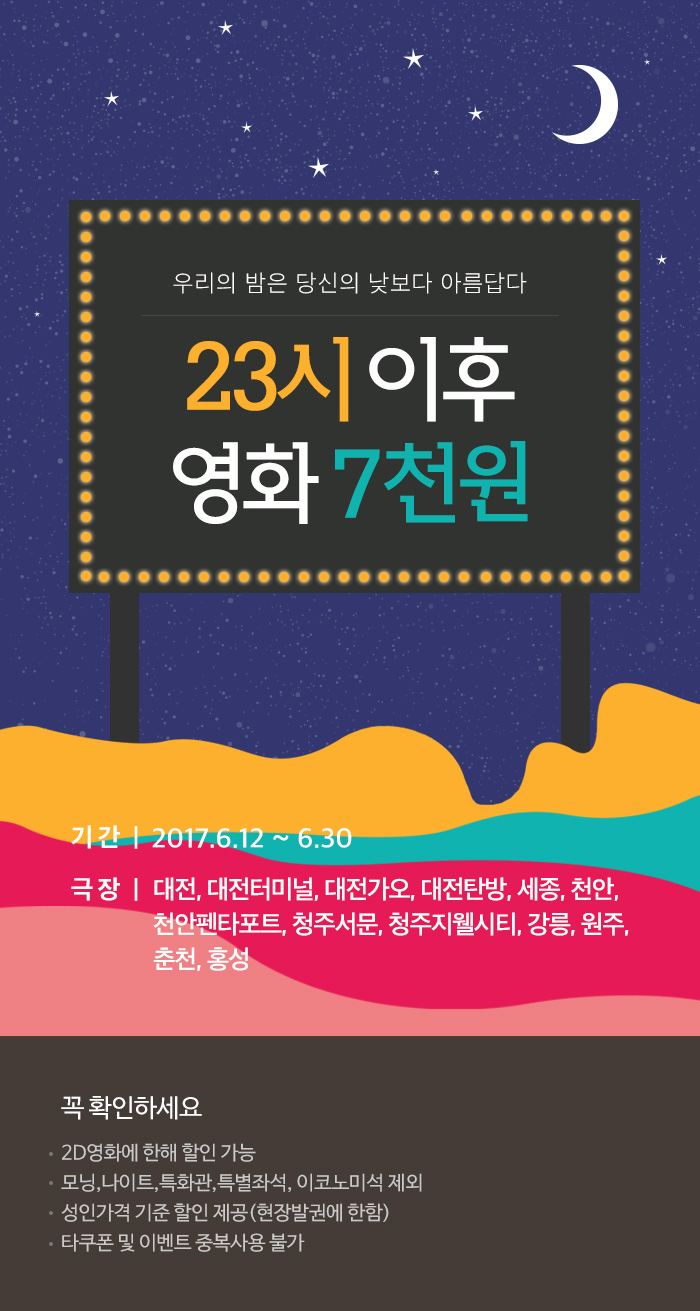 우리의 밤은 당신의 낮보다 아름답다
23시 이후
영화 7천원
기간 | 2017.6.12 ~ 6.30
극장 | 대전, 대전터미널, 대전가오, 대전탄방, 세종, 천안,
천안펜타포트, 청주서문, 청주지웰시티, 강릉, 원주,
춘천, 홍성
꼭 확인하세요
• 2D영화에 한해 할인 가능
• 모닝,나이트,특화관,특별좌석, 이코노미석 제외
• 성인가격 기준 할인 제공(현장발권에 한함)
• 타쿠폰 및 이벤트 중복사용 불가